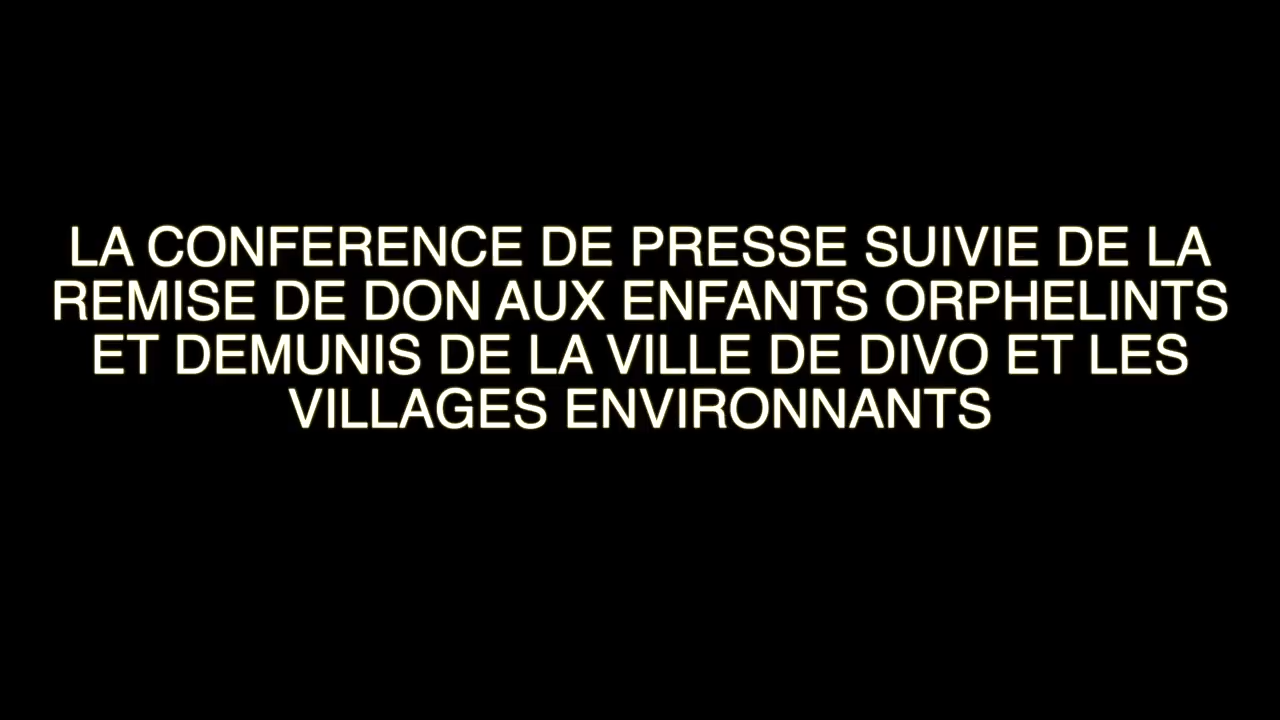 LA CONFERENCE DE PRESSE SUIVIE DE LA
REMISE DE DON AUX ENFANTS ORPHELINTS
ET DEMUNIS DE LA VILLE DE DIVO ET LES
VILLAGES ENVIRONNANTS